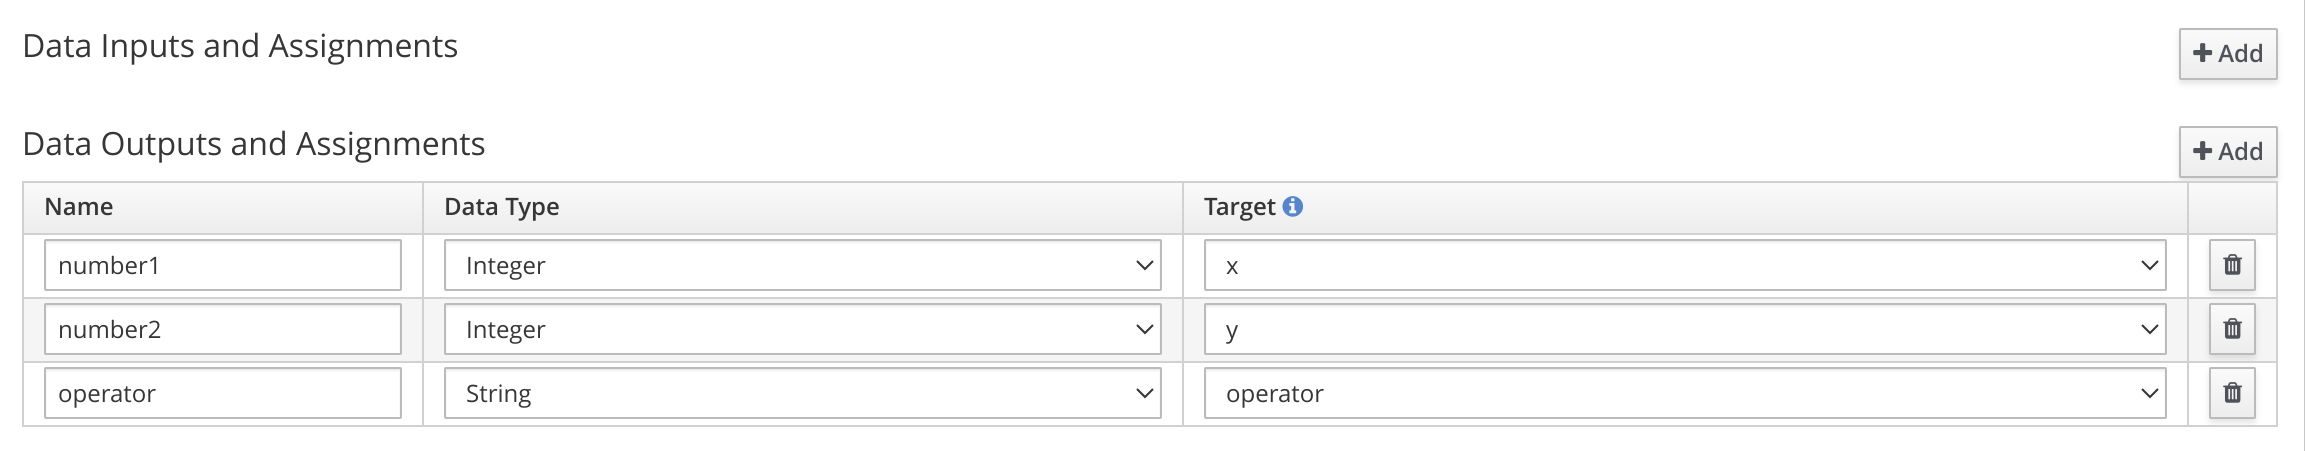 Data Inputs and Assignments
+ Add
Data Outputs and Assignments
+ Add
Name Data Type Target
number1 Integer x
number2 Integer y
operator String operator